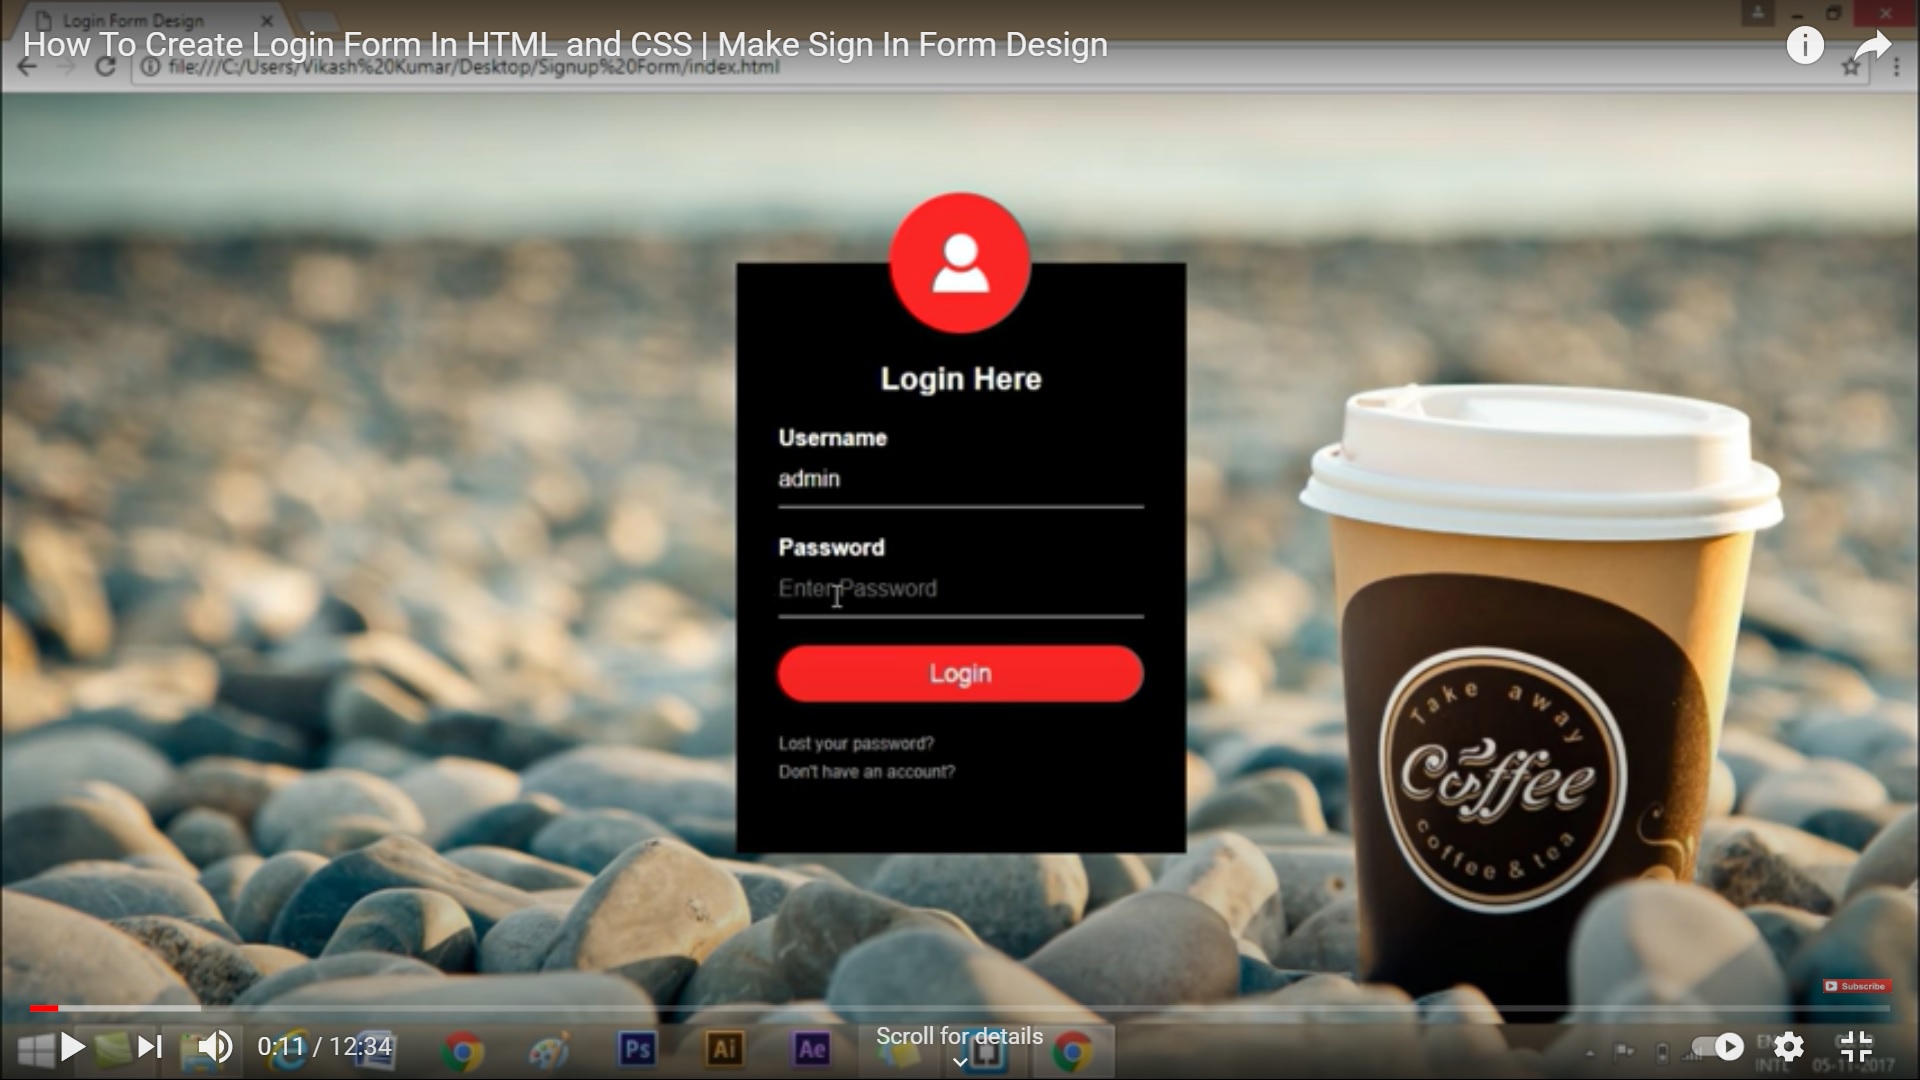 Login Form Design
How To Create Login Form In HTML and CSS | Make Sign In Form Design
file:///C:/Users/Vikash%20Kumar/Desktop/Signup%20Form/index.html
Login Here
Username
admin
Password
Enter Password
Login
Lost your password?
Don't have an account?
Take away
Coffee
coffee & tea
Subscribe
0:11 / 12:34
Scroll for details
Ps
Ai
Ae
INTL
05-11-2017